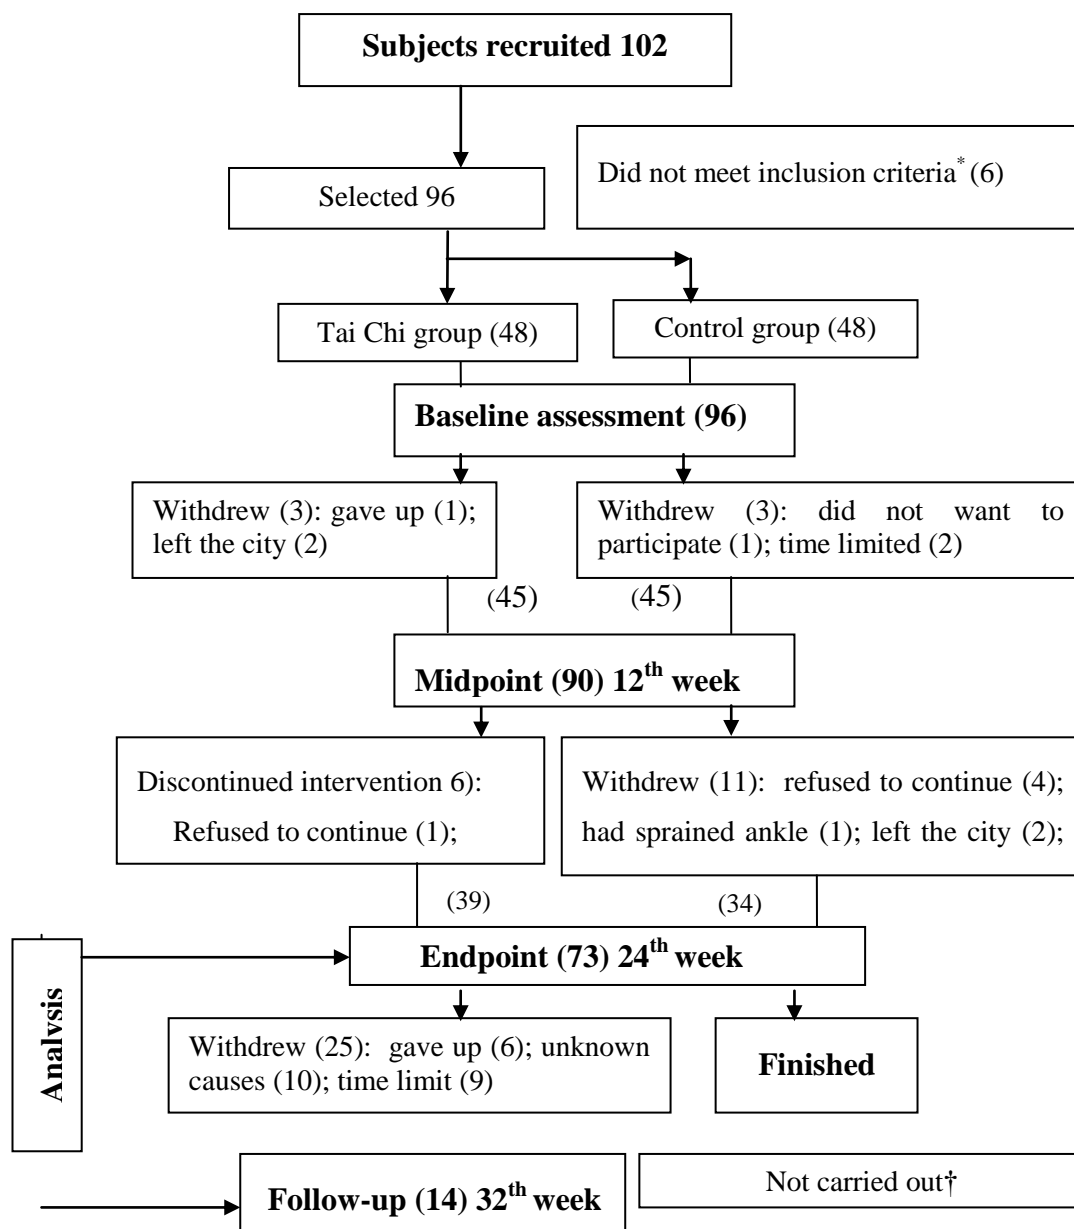 Subjects recruited 102
Did not meet inclusion criteria* (6)
Selected 96
Tai Chi group (48)
Control group (48)
Baseline assessment (96)
Withdrew (3): gave up (1);
left the city (2)
Withdrew (3): did not want to
participate (1); time limited (2)
(45)
(45)
Midpoint (90) 12th week
Discontinued intervention 6):
Refused to continue (1);
Withdrew (11): refused to continue (4);
had sprained ankle (1); left the city (2);
(39)
(34)
Endpoint (73) 24th week
Analysis
Withdrew (25): gave up (6); unknown
causes (10); time limit (9)
Finished
Follow-up (14) 32th week
Not carried out†